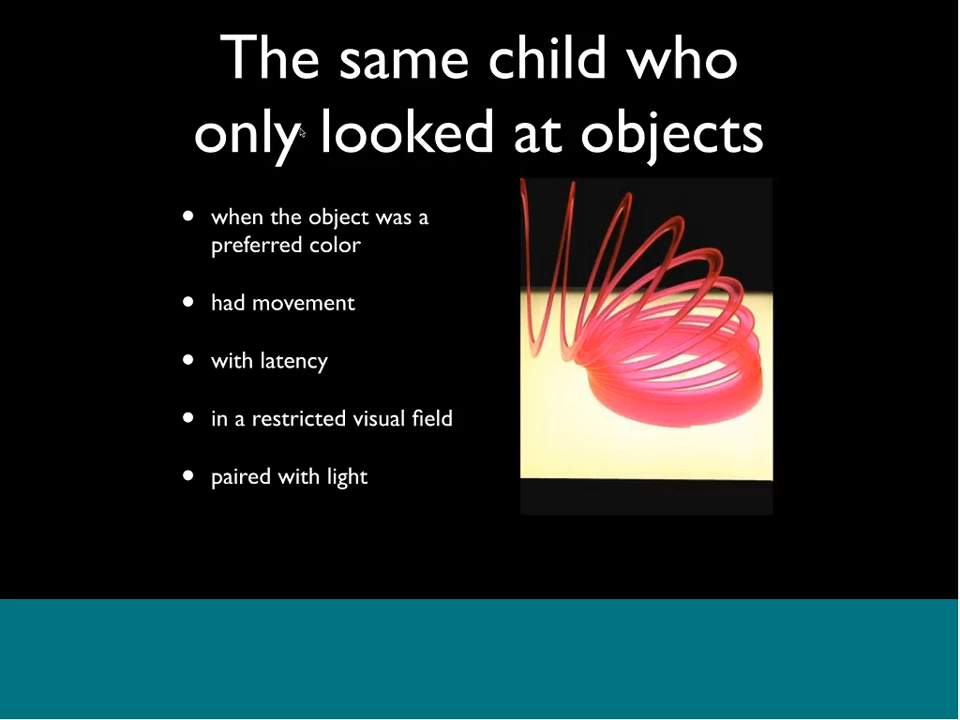 The same child who
only looked at objects
• when the object was a
preferred color
• had movement
• with latency
• in a restricted visual field
• paired with light